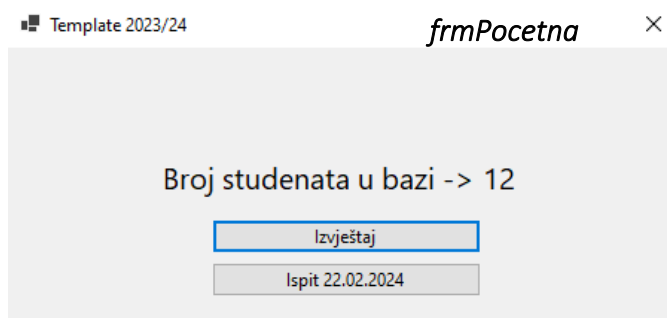 Template 2023/24
frmPocetna
Broj studenata u bazi -> 12
Izvještaj
Ispit 22.02.2024